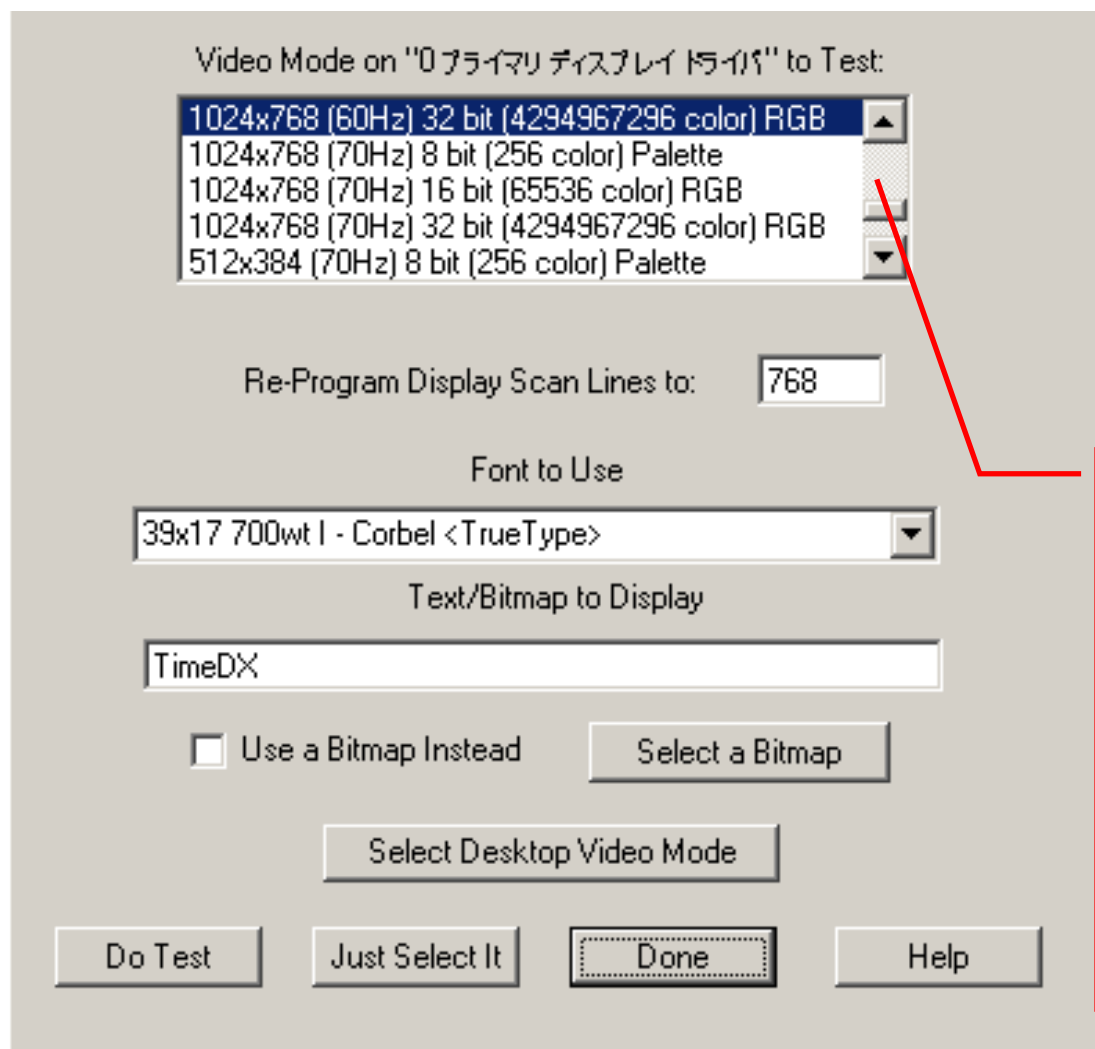 Video Mode on "0 プライマリ ディスプレイ ドライバ" to Test:
1024x768 (60Hz) 32 bit (4294967296 color) RGB
1024x768 (70Hz) 8 bit (256 color) Palette
1024x768 (70Hz) 16 bit (65536 color) RGB
1024x768 (70Hz) 32 bit (4294967296 color) RGB
512x384 (70Hz) 8 bit (256 color) Palette
Re-Program Display Scan Lines to: 768
Font to Use
39x17 700wt I - Corbel <TrueType>
Text/Bitmap to Display
TimeDX
Use a Bitmap Instead Select a Bitmap
Select Desktop Video Mode
Do Test Just Select It Done Help